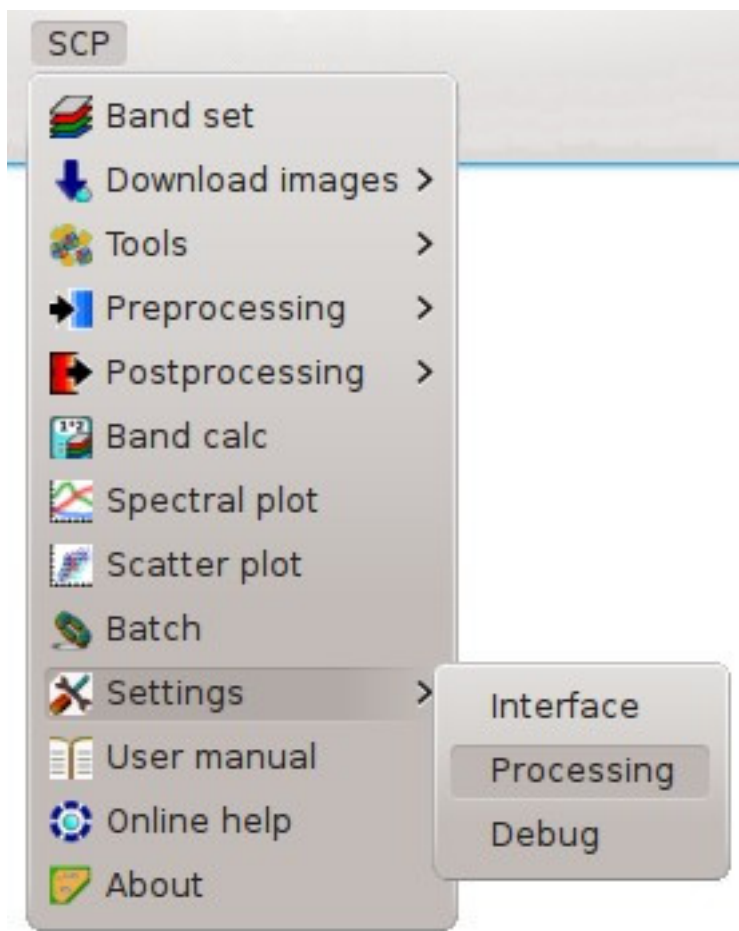 SCP
Band set
Download images >
Tools >
Preprocessing >
Postprocessing >
Band calc
Spectral plot
Scatter plot
Batch
Settings >
Interface
Processing
Debug
User manual
Online help
About